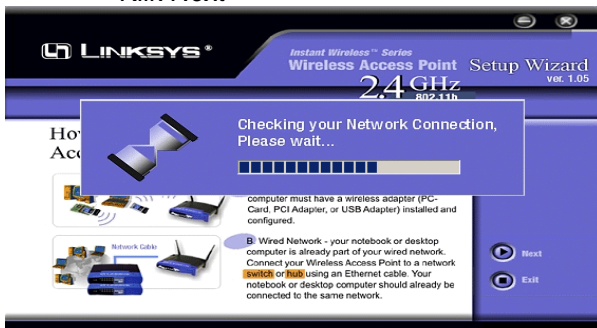 LINKSYS®
Instant Wireless™ Series
Wireless Access Point
2.4 GHz
802.11b
Setup Wizard
ver. 1.05
Checking your Network Connection,
Please wait...
computer must have a wireless adapter (PC-
Card, PCI Adapter, or USB Adapter) installed and
configured.
Network Cable
B. Wired Network - your notebook or desktop
computer is already part of your wired network.
Connect your Wireless Access Point to a network
switch or hub using an Ethernet cable. Your
notebook or desktop computer should already be
connected to the same network.
Next
Exit